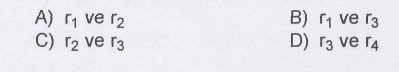 A) r₁ ve r₂ B) r₁ ve r₃
C) r₂ ve r₃ D) r₃ ve r₄